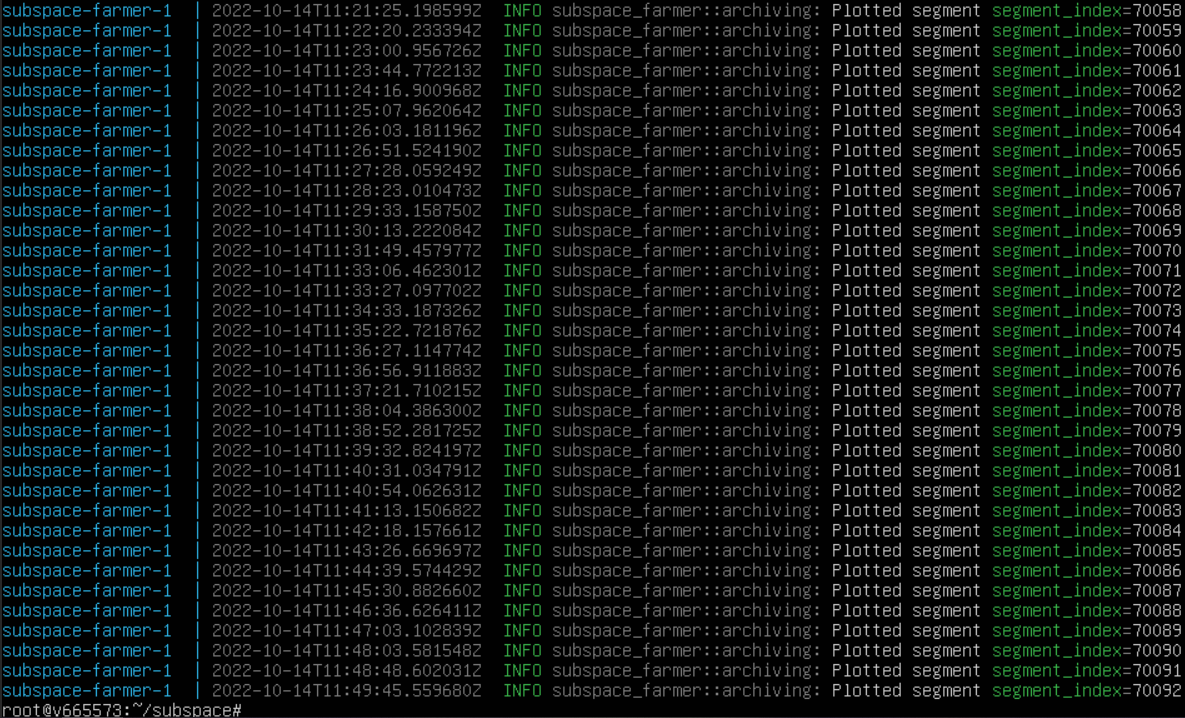 subspace-farmer-1  | 2022-10-14T11:21:25.198599Z  INFO subspace_farmer::archiving: Plotted segment segment_index=70058
subspace-farmer-1  | 2022-10-14T11:22:20.233394Z  INFO subspace_farmer::archiving: Plotted segment segment_index=70059
subspace-farmer-1  | 2022-10-14T11:23:00.956726Z  INFO subspace_farmer::archiving: Plotted segment segment_index=70060
subspace-farmer-1  | 2022-10-14T11:23:44.772213Z  INFO subspace_farmer::archiving: Plotted segment segment_index=70061
subspace-farmer-1  | 2022-10-14T11:24:16.900968Z  INFO subspace_farmer::archiving: Plotted segment segment_index=70062
subspace-farmer-1  | 2022-10-14T11:25:07.962064Z  INFO subspace_farmer::archiving: Plotted segment segment_index=70063
subspace-farmer-1  | 2022-10-14T11:26:03.181196Z  INFO subspace_farmer::archiving: Plotted segment segment_index=70064
subspace-farmer-1  | 2022-10-14T11:26:51.524190Z  INFO subspace_farmer::archiving: Plotted segment segment_index=70065
subspace-farmer-1  | 2022-10-14T11:27:28.059249Z  INFO subspace_farmer::archiving: Plotted segment segment_index=70066
subspace-farmer-1  | 2022-10-14T11:28:23.010473Z  INFO subspace_farmer::archiving: Plotted segment segment_index=70067
subspace-farmer-1  | 2022-10-14T11:29:33.158750Z  INFO subspace_farmer::archiving: Plotted segment segment_index=70068
subspace-farmer-1  | 2022-10-14T11:30:13.222084Z  INFO subspace_farmer::archiving: Plotted segment segment_index=70069
subspace-farmer-1  | 2022-10-14T11:31:49.457977Z  INFO subspace_farmer::archiving: Plotted segment segment_index=70070
subspace-farmer-1  | 2022-10-14T11:33:06.462301Z  INFO subspace_farmer::archiving: Plotted segment segment_index=70071
subspace-farmer-1  | 2022-10-14T11:33:27.097702Z  INFO subspace_farmer::archiving: Plotted segment segment_index=70072
subspace-farmer-1  | 2022-10-14T11:34:33.187326Z  INFO subspace_farmer::archiving: Plotted segment segment_index=70073
subspace-farmer-1  | 2022-10-14T11:35:22.721876Z  INFO subspace_farmer::archiving: Plotted segment segment_index=70074
subspace-farmer-1  | 2022-10-14T11:36:27.114774Z  INFO subspace_farmer::archiving: Plotted segment segment_index=70075
subspace-farmer-1  | 2022-10-14T11:36:56.911883Z  INFO subspace_farmer::archiving: Plotted segment segment_index=70076
subspace-farmer-1  | 2022-10-14T11:37:21.710215Z  INFO subspace_farmer::archiving: Plotted segment segment_index=70077
subspace-farmer-1  | 2022-10-14T11:38:04.386300Z  INFO subspace_farmer::archiving: Plotted segment segment_index=70078
subspace-farmer-1  | 2022-10-14T11:38:52.281725Z  INFO subspace_farmer::archiving: Plotted segment segment_index=70079
subspace-farmer-1  | 2022-10-14T11:39:32.824197Z  INFO subspace_farmer::archiving: Plotted segment segment_index=70080
subspace-farmer-1  | 2022-10-14T11:40:31.034791Z  INFO subspace_farmer::archiving: Plotted segment segment_index=70081
subspace-farmer-1  | 2022-10-14T11:40:54.062631Z  INFO subspace_farmer::archiving: Plotted segment segment_index=70082
subspace-farmer-1  | 2022-10-14T11:41:13.150682Z  INFO subspace_farmer::archiving: Plotted segment segment_index=70083
subspace-farmer-1  | 2022-10-14T11:42:18.157661Z  INFO subspace_farmer::archiving: Plotted segment segment_index=70084
subspace-farmer-1  | 2022-10-14T11:43:26.669697Z  INFO subspace_farmer::archiving: Plotted segment segment_index=70085
subspace-farmer-1  | 2022-10-14T11:44:39.574429Z  INFO subspace_farmer::archiving: Plotted segment segment_index=70086
subspace-farmer-1  | 2022-10-14T11:45:30.882660Z  INFO subspace_farmer::archiving: Plotted segment segment_index=70087
subspace-farmer-1  | 2022-10-14T11:46:36.626411Z  INFO subspace_farmer::archiving: Plotted segment segment_index=70088
subspace-farmer-1  | 2022-10-14T11:47:03.102839Z  INFO subspace_farmer::archiving: Plotted segment segment_index=70089
subspace-farmer-1  | 2022-10-14T11:48:03.581548Z  INFO subspace_farmer::archiving: Plotted segment segment_index=70090
subspace-farmer-1  | 2022-10-14T11:48:48.602031Z  INFO subspace_farmer::archiving: Plotted segment segment_index=70091
subspace-farmer-1  | 2022-10-14T11:49:45.559680Z  INFO subspace_farmer::archiving: Plotted segment segment_index=70092
root@v665573:~/subspace#